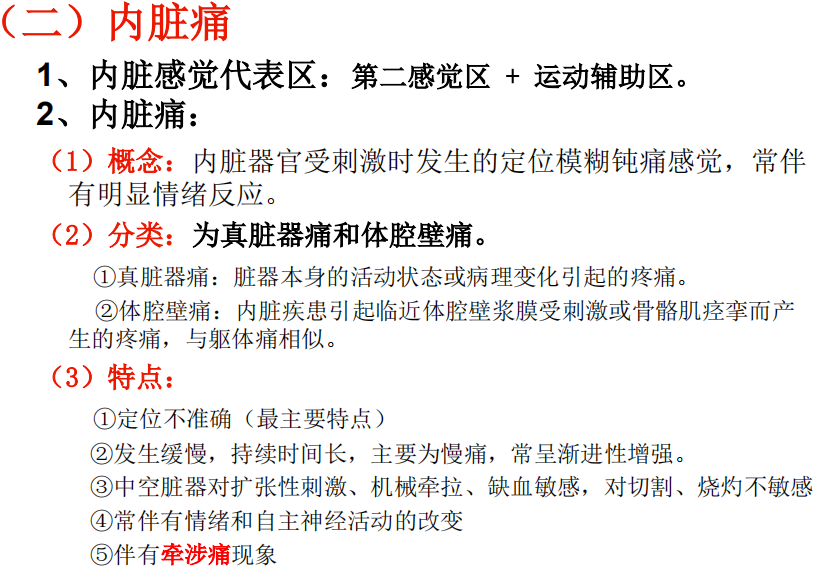 （二）内脏痛
1、内脏感觉代表区：第二感觉区 + 运动辅助区。
2、内脏痛：
（1）概念：内脏器官受刺激时发生的定位模糊钝痛感觉，常伴
有明显情绪反应。
（2）分类：为真脏器痛和体腔壁痛。
①真脏器痛：脏器本身的活动状态或病理变化引起的疼痛。
②体腔壁痛：内脏疾患引起临近体腔壁浆膜受刺激或骨骼肌痉挛而产
生的疼痛，与躯体痛相似。
（3）特点：
①定位不准确（最主要特点）
②发生缓慢，持续时间长，主要为慢痛，常呈渐进性增强。
③中空脏器对扩张性刺激、机械牵拉、缺血敏感，对切割、烧灼不敏感
④常伴有情绪和自主神经活动的改变
⑤伴有牵涉痛现象